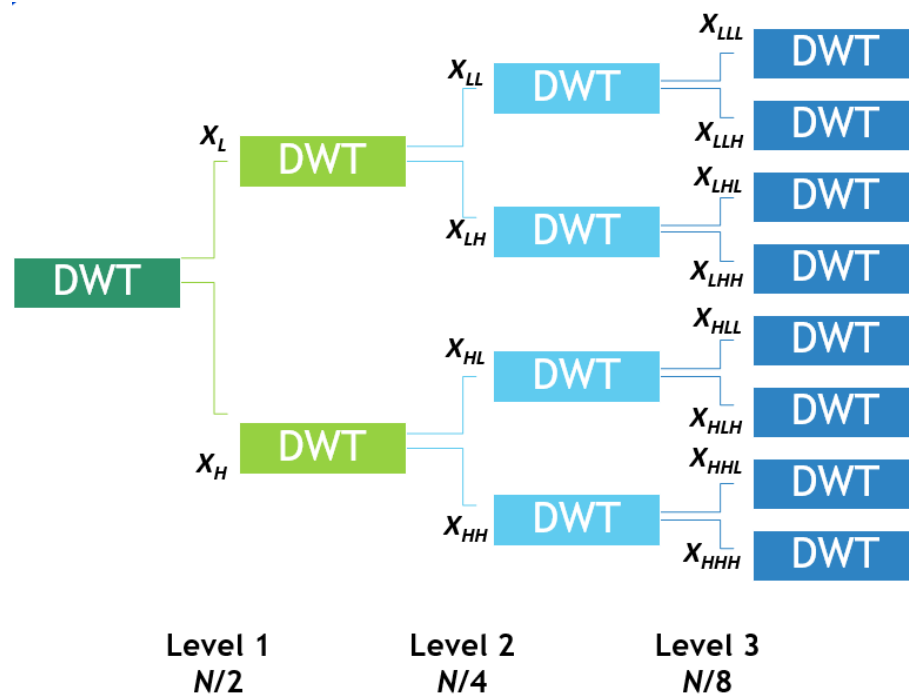 X_LLL
DWT
X_LL
DWT
DWT
X_L
X_LLH
DWT
X_LHL
DWT
X_LH
DWT
X_LHH
DWT
DWT
X_HLL
DWT
X_HL
DWT
X_HLH
DWT
DWT
X_H
X_HHL
DWT
X_HH
DWT
X_HHH
DWT
Level 1
N/2
Level 2
N/4
Level 3
N/8